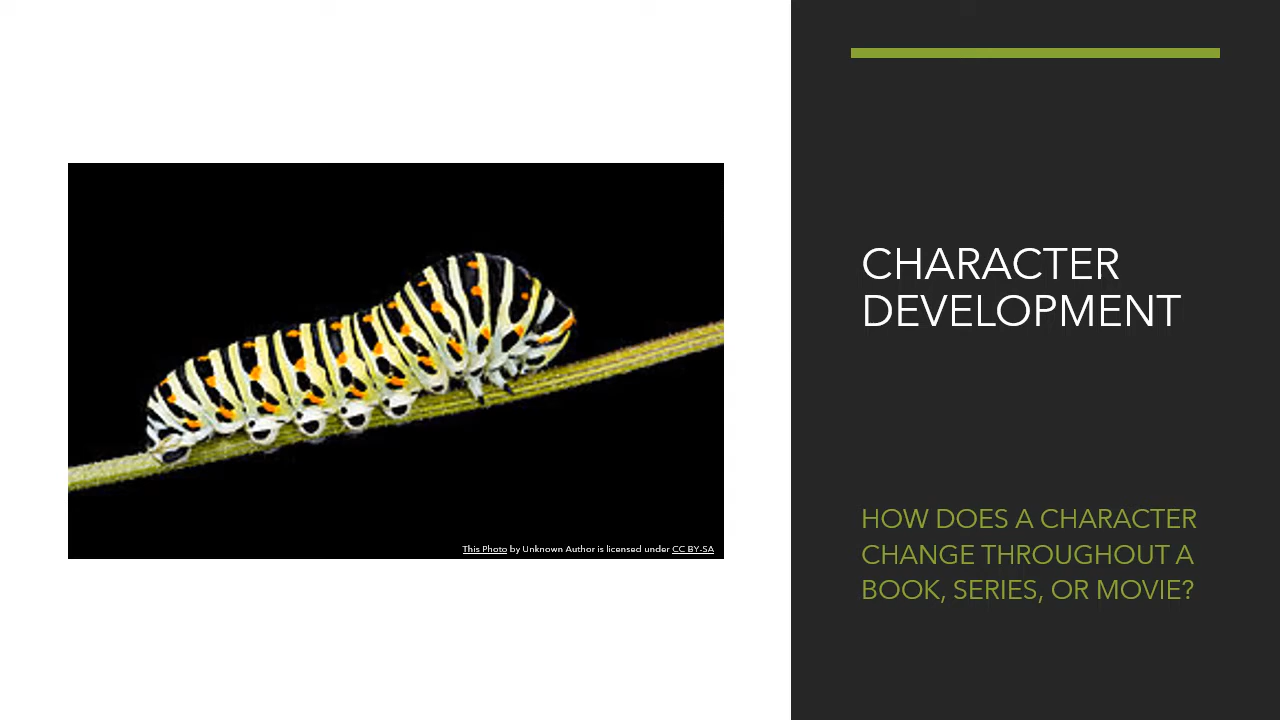 CHARACTER
DEVELOPMENT
HOW DOES A CHARACTER
CHANGE THROUGHOUT A
BOOK, SERIES, OR MOVIE?
This Photo by Unknown Author is licensed under CC BY-SA